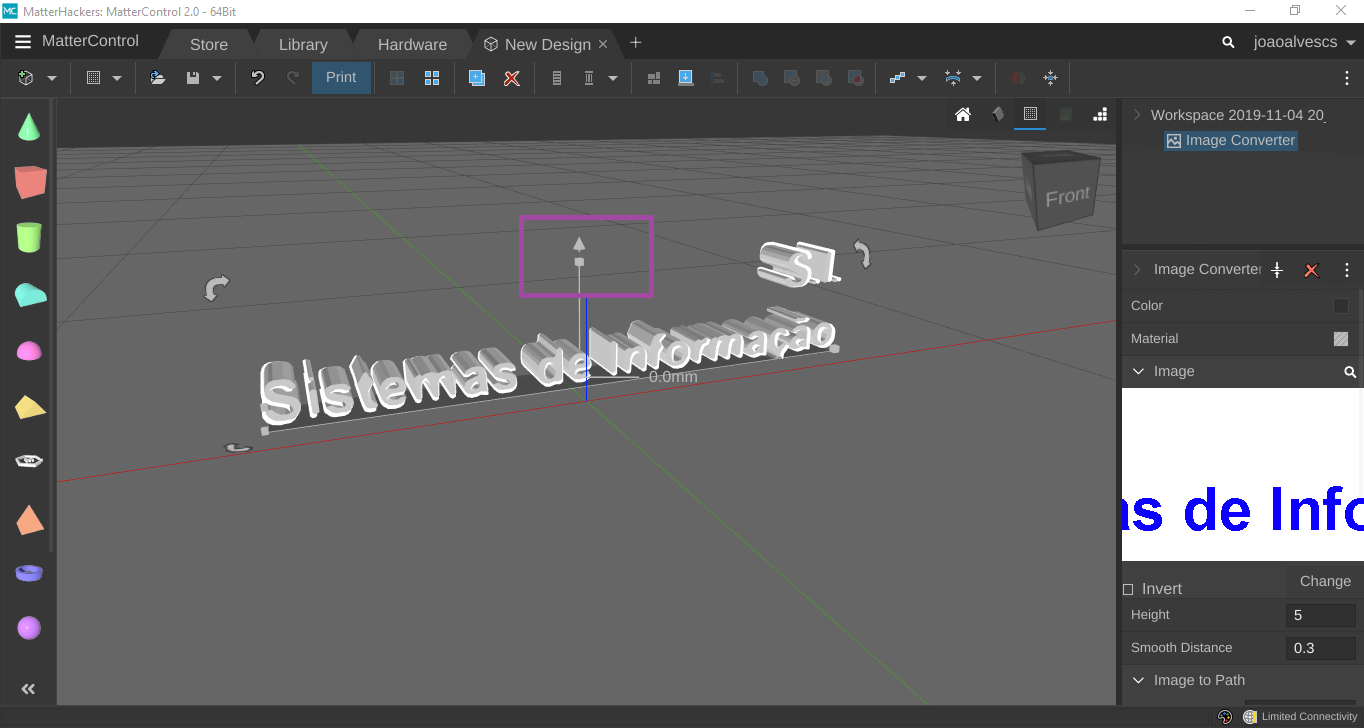 MC MatterHackers: MatterControl 2.0 - 64Bit
MatterControl
Store
Library
Hardware
New Design
joaoalvescs
Print
Workspace 2019-11-04 20_
Image Converter
Front
SI
Sistemas de Informação
0.0mm
Image Converter
Color
Material
Image
as de Info
Invert
Change
Height
5
Smooth Distance
0.3
Image to Path
Limited Connectivity